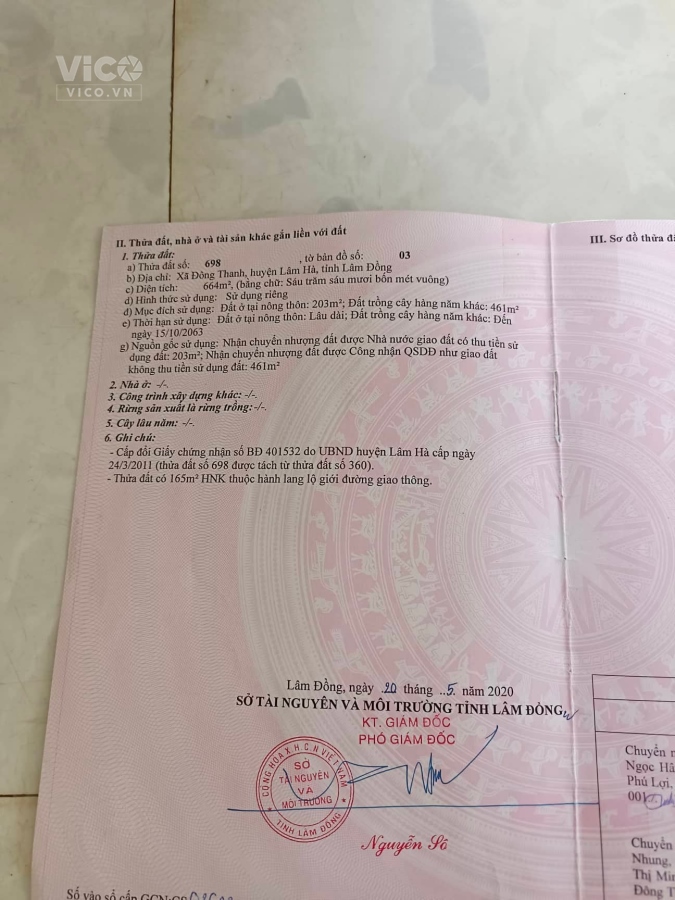 ViCO
VICO.VN
II. Thửa đất, nhà ở và tài sản khác gắn liền với đất
1. Thửa đất:
a) Thửa đất số: 698 , tờ bản đồ số: 03
b) Địa chỉ: Xã Đông Thanh, huyện Lâm Hà, tỉnh Lâm Đồng
c) Diện tích: 664m², (bằng chữ: Sáu trăm sáu mươi bốn mét vuông)
d) Hình thức sử dụng: Sử dụng riêng
đ) Mục đích sử dụng: Đất ở tại nông thôn: 203m²; Đất trồng cây hàng năm khác: 461m²
e) Thời hạn sử dụng: Đất ở tại nông thôn: Lâu dài; Đất trồng cây hàng năm khác: Đến
ngày 15/10/2063
g) Nguồn gốc sử dụng: Nhận chuyển nhượng đất được Nhà nước giao đất có thu tiền sử
dụng đất: 203m²; Nhận chuyển nhượng đất được Công nhận QSDĐ như giao đất
không thu tiền sử dụng đất: 461m²
2. Nhà ở: -/-.
3. Công trình xây dựng khác: -/-.
4. Rừng sản xuất là rừng trồng:-/-.
5. Cây lâu năm: -/-.
6. Ghi chú:
- Cấp đổi Giấy chứng nhận số BĐ 401532 do UBND huyện Lâm Hà cấp ngày
24/3/2011 (thửa đất số 698 được tách từ thửa đất số 360).
- Thửa đất có 165m² HNK thuộc hành lang lộ giới đường giao thông.
III. Sơ đồ thửa đ
Lâm Đồng, ngày .20 tháng ..5. năm 2020
SỞ TÀI NGUYÊN VÀ MÔI TRƯỜNG TỈNH LÂM ĐỒNG
KT. GIÁM ĐỐC
PHÓ GIÁM ĐỐC
CỘNG HÒA X.H.C.N VIỆT NAM
SỞ
TÀI NGUYÊN
VÀ
MÔI TRƯỜNG
TỈNH LÂM ĐỒNG
Nguyễn Sô
Chuyển n
Ngọc Hâ
Phú Lợi,
Chuyển
Nhung,
Thị Min
Đông T
Số vào sổ cấp GCN: